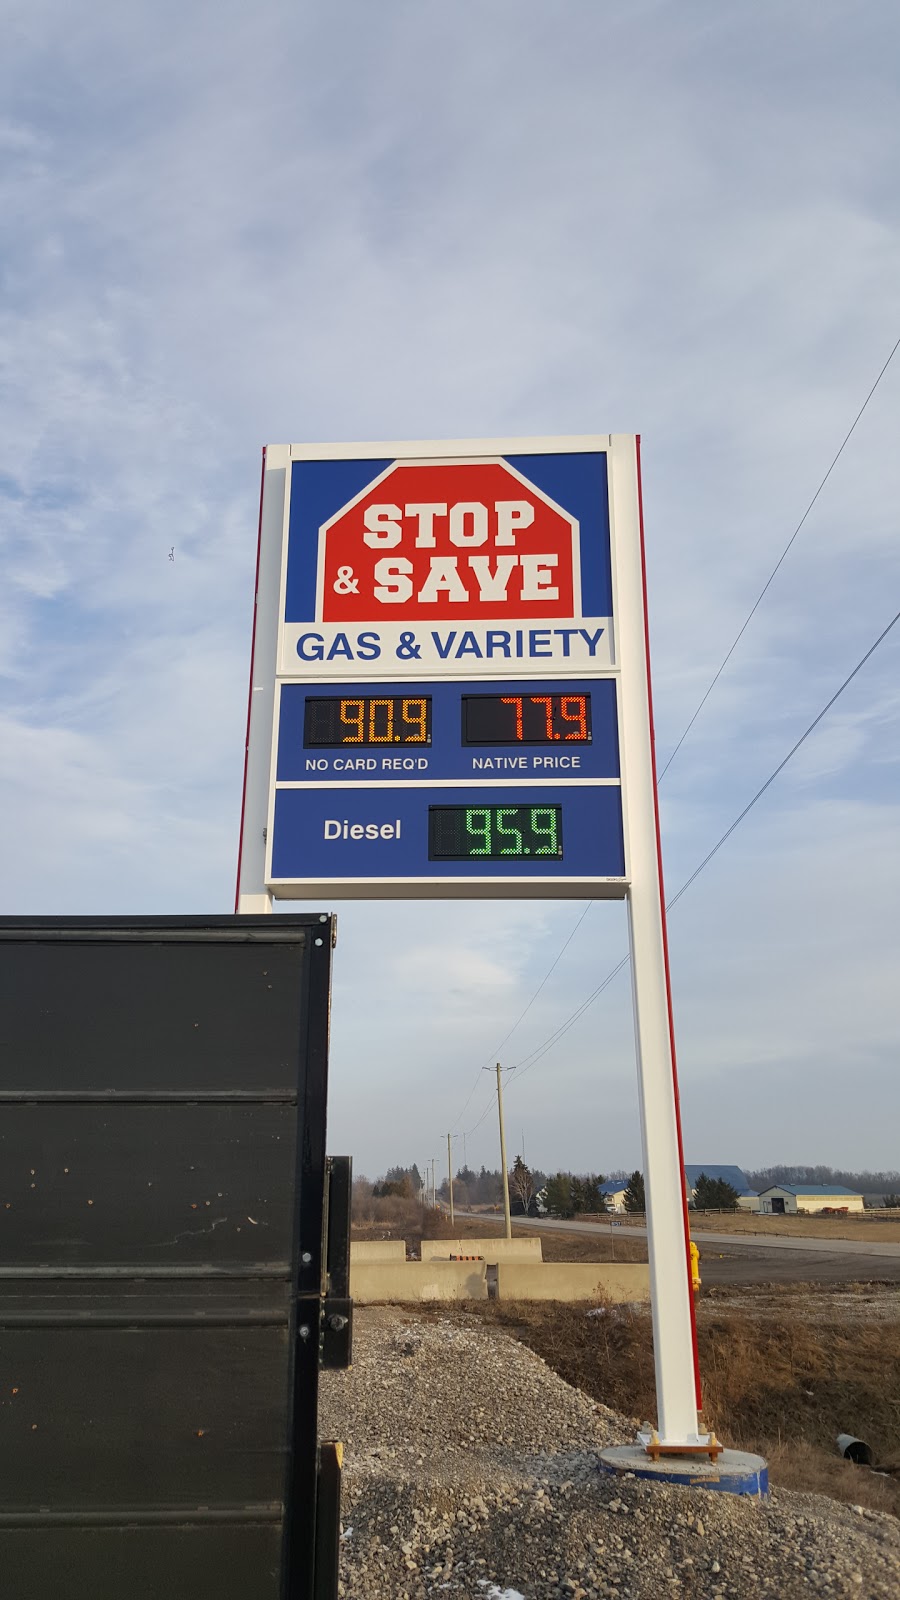 STOP
& SAVE
GAS & VARIETY
90.9 77.9
NO CARD REQ'D NATIVE PRICE
Diesel 95.9